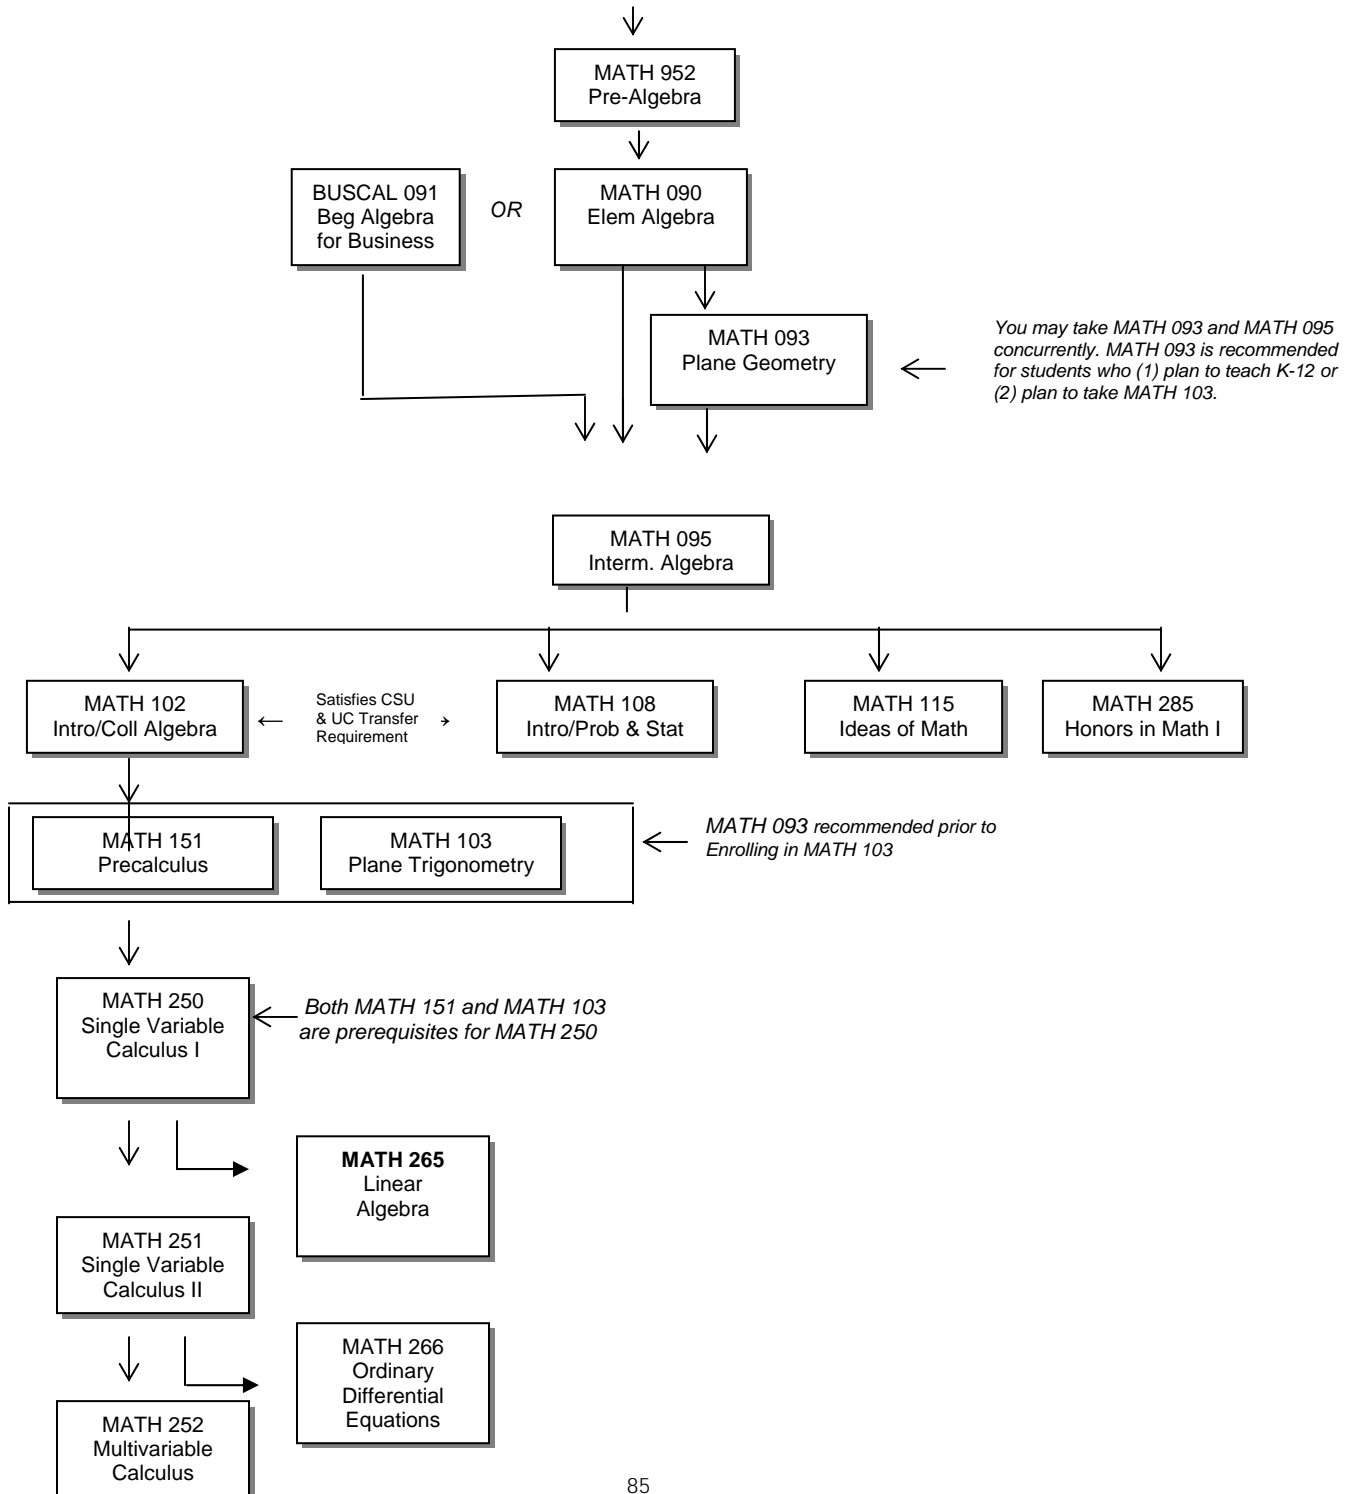 MATH 952
Pre-Algebra
BUSCAL 091
Beg Algebra
for Business
OR
MATH 090
Elem Algebra
MATH 093
Plane Geometry
You may take MATH 093 and MATH 095
concurrently. MATH 093 is recommended
for students who (1) plan to teach K-12 or
(2) plan to take MATH 103.
MATH 095
Interm. Algebra
MATH 102
Intro/Coll Algebra
Satisfies CSU
& UC Transfer
Requirement
MATH 108
Intro/Prob & Stat
MATH 115
Ideas of Math
MATH 285
Honors in Math I
MATH 151
Precalculus
MATH 103
Plane Trigonometry
MATH 093 recommended prior to
Enrolling in MATH 103
MATH 250
Single Variable
Calculus I
Both MATH 151 and MATH 103
are prerequisites for MATH 250
MATH 265
Linear
Algebra
MATH 251
Single Variable
Calculus II
MATH 266
Ordinary
Differential
Equations
MATH 252
Multivariable
Calculus
85